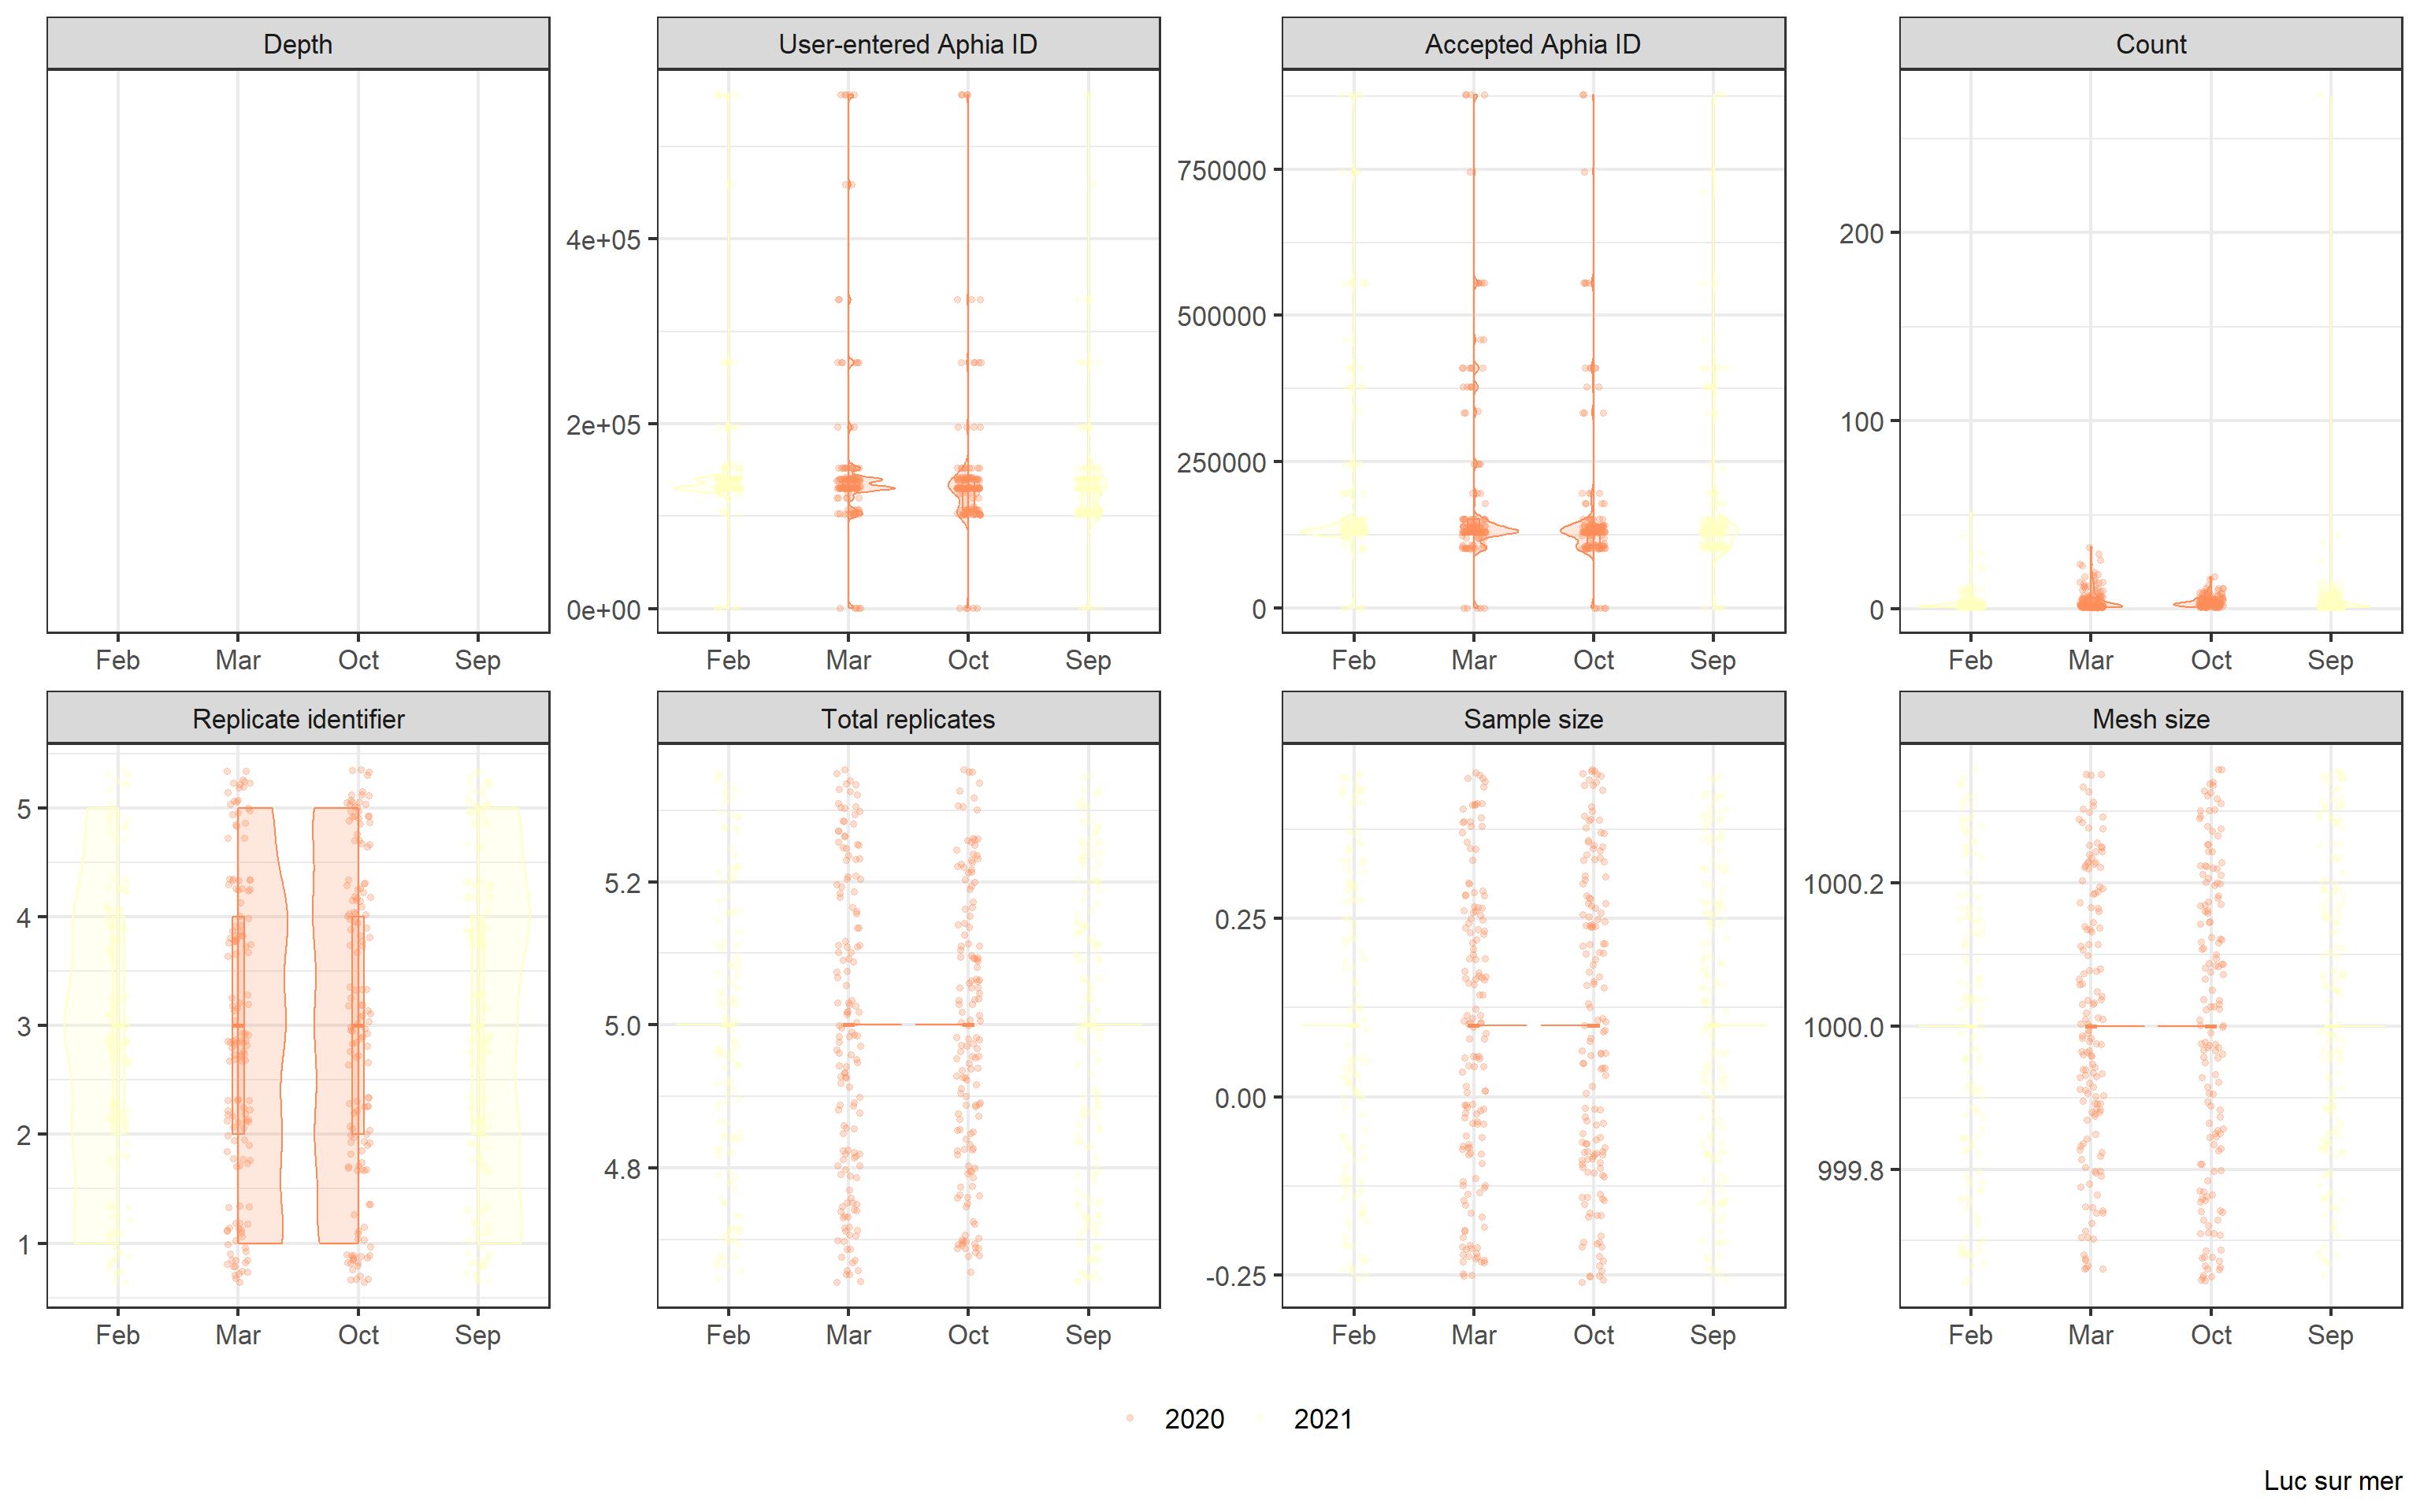 Depth
User-entered Aphia ID
Accepted Aphia ID
Count
4e+05
2e+05
0e+00
750000
500000
250000
0
200
100
0
Feb Mar Oct Sep
Feb Mar Oct Sep
Feb Mar Oct Sep
Feb Mar Oct Sep
Replicate identifier
Total replicates
Sample size
Mesh size
5
4
3
2
1
5.2
5.0
4.8
0.25
0.00
-0.25
1000.2
1000.0
999.8
Feb Mar Oct Sep
Feb Mar Oct Sep
Feb Mar Oct Sep
Feb Mar Oct Sep
2020 2021
Luc sur mer